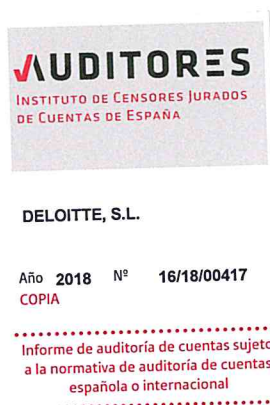 AUDITORES
INSTITUTO DE CENSORES JURADOS
DE CUENTAS DE ESPAÑA
DELOITTE, S.L.
Año 2018 Nº 16/18/00417
COPIA
Informe de auditoría de cuentas sujeto
a la normativa de auditoría de cuentas
española o internacional